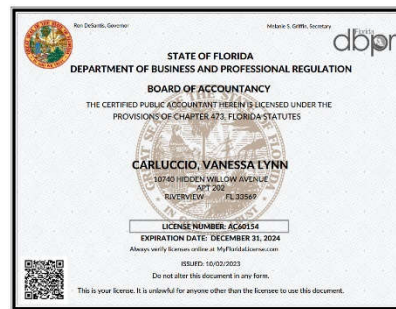 Ron DeSantis, Governor
Melanie S. Griffin, Secretary
Florida
dbpr
STATE OF FLORIDA
DEPARTMENT OF BUSINESS AND PROFESSIONAL REGULATION
BOARD OF ACCOUNTANCY
THE CERTIFIED PUBLIC ACCOUNTANT HEREIN IS LICENSED UNDER THE
PROVISIONS OF CHAPTER 473, FLORIDA STATUTES
CARLUCCIO, VANESSA LYNN
10740 HIDDEN WILLOW AVENUE
APT 202
RIVERVIEW FL 33569
LICENSE NUMBER: AC60154
EXPIRATION DATE: DECEMBER 31, 2024
Always verify licenses online at MyFloridaLicense.com
ISSUED: 10/02/2023
Do not alter this document in any form.
This is your license. It is unlawful for anyone other than the licensee to use this document.